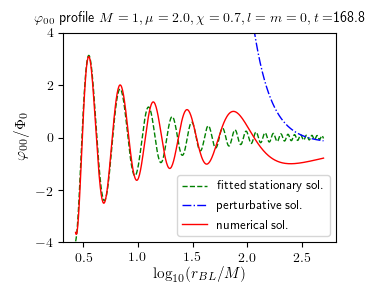 φ₀₀ profile M = 1, μ = 2.0, χ = 0.7, l = m = 0, t =168.8
φ₀₀/Φ₀
4
2
0
−2
−4
fitted stationary sol.
perturbative sol.
numerical sol.
0.5 1.0 1.5 2.0 2.5
log₁₀(r_BL/M)